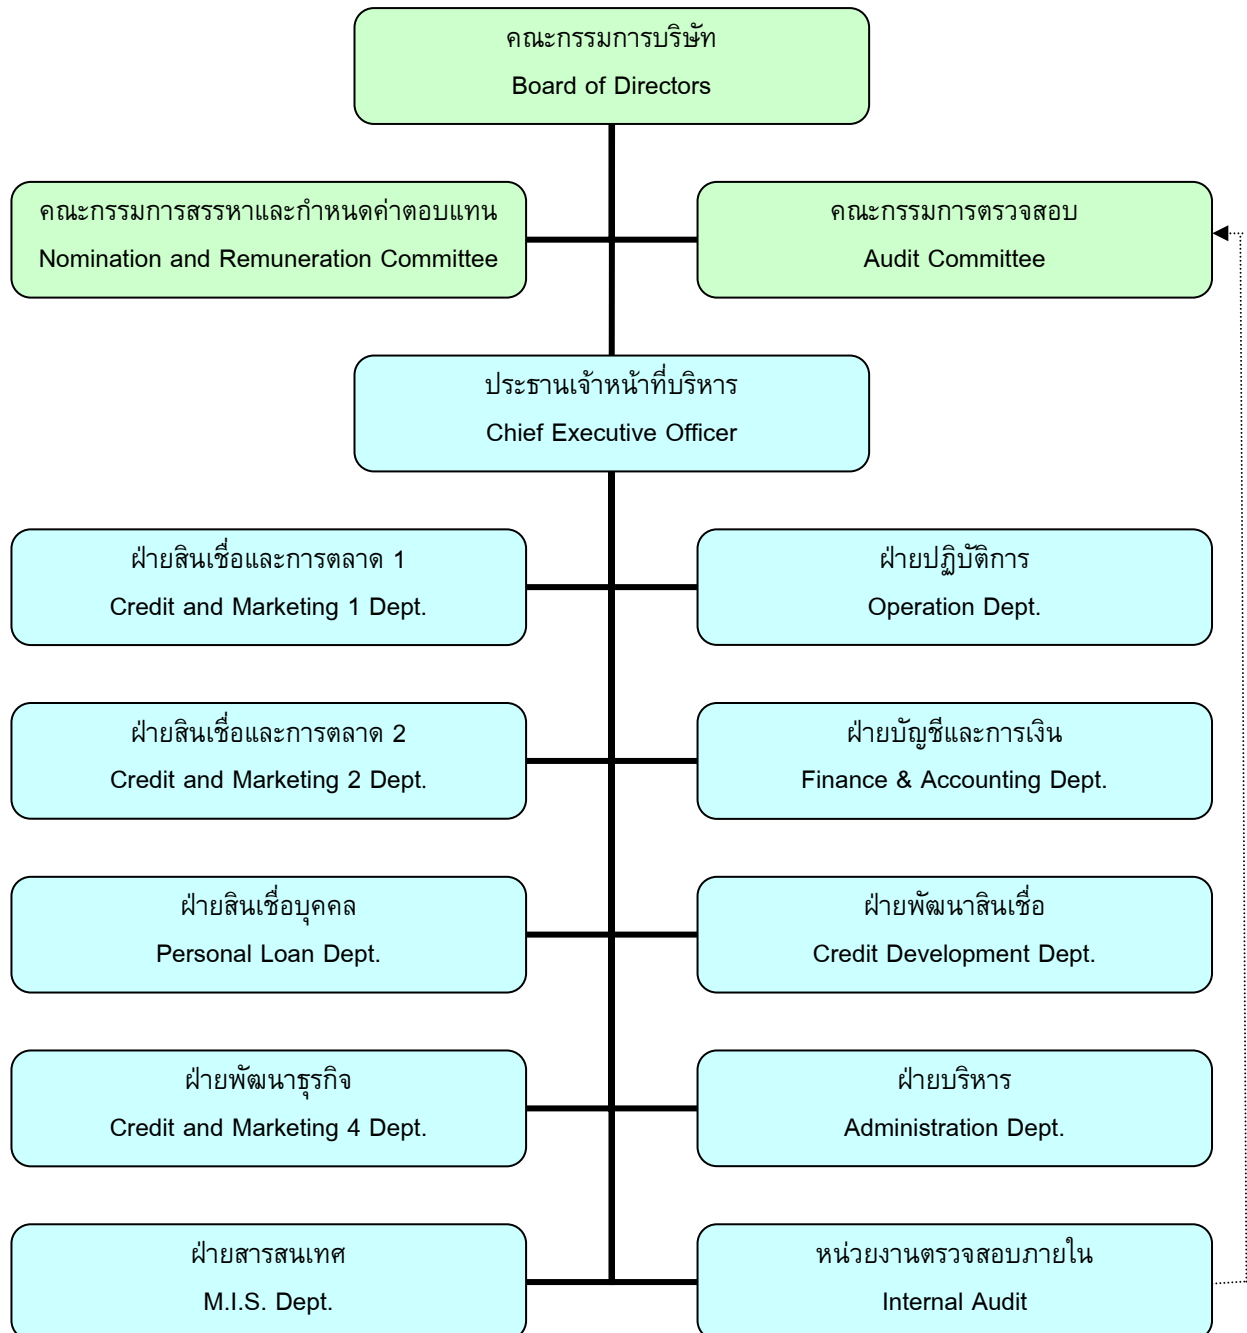 คณะกรรมการบริษัท
Board of Directors
คณะกรรมการสรรหาและกำหนดค่าตอบแทน
Nomination and Remuneration Committee
คณะกรรมการตรวจสอบ
Audit Committee
ประธานเจ้าหน้าที่บริหาร
Chief Executive Officer
ฝ่ายสินเชื่อและการตลาด 1
Credit and Marketing 1 Dept.
ฝ่ายปฏิบัติการ
Operation Dept.
ฝ่ายสินเชื่อและการตลาด 2
Credit and Marketing 2 Dept.
ฝ่ายบัญชีและการเงิน
Finance & Accounting Dept.
ฝ่ายสินเชื่อบุคคล
Personal Loan Dept.
ฝ่ายพัฒนาสินเชื่อ
Credit Development Dept.
ฝ่ายพัฒนาธุรกิจ
Credit and Marketing 4 Dept.
ฝ่ายบริหาร
Administration Dept.
ฝ่ายสารสนเทศ
M.I.S. Dept.
หน่วยงานตรวจสอบภายใน
Internal Audit